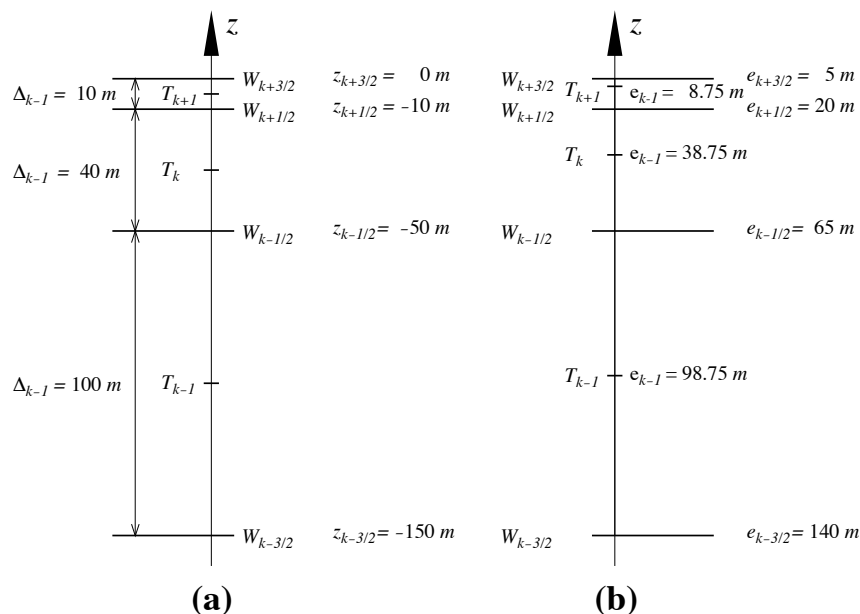 z
W_{k+3/2} z_{k+3/2} = 0 m
Δ_{k-1} = 10 m T_{k+1}
W_{k+1/2} z_{k+1/2} = -10 m
Δ_{k-1} = 40 m T_k
W_{k-1/2} z_{k-1/2} = -50 m
Δ_{k-1} = 100 m T_{k-1}
W_{k-3/2} z_{k-3/2} = -150 m
(a)
z
W_{k+3/2} e_{k+3/2} = 5 m
T_{k+1} e_{k-1} = 8.75 m
W_{k+1/2} e_{k+1/2} = 20 m
T_k e_{k-1} = 38.75 m
W_{k-1/2} e_{k-1/2} = 65 m
T_{k-1} e_{k-1} = 98.75 m
W_{k-3/2} e_{k-3/2} = 140 m
(b)